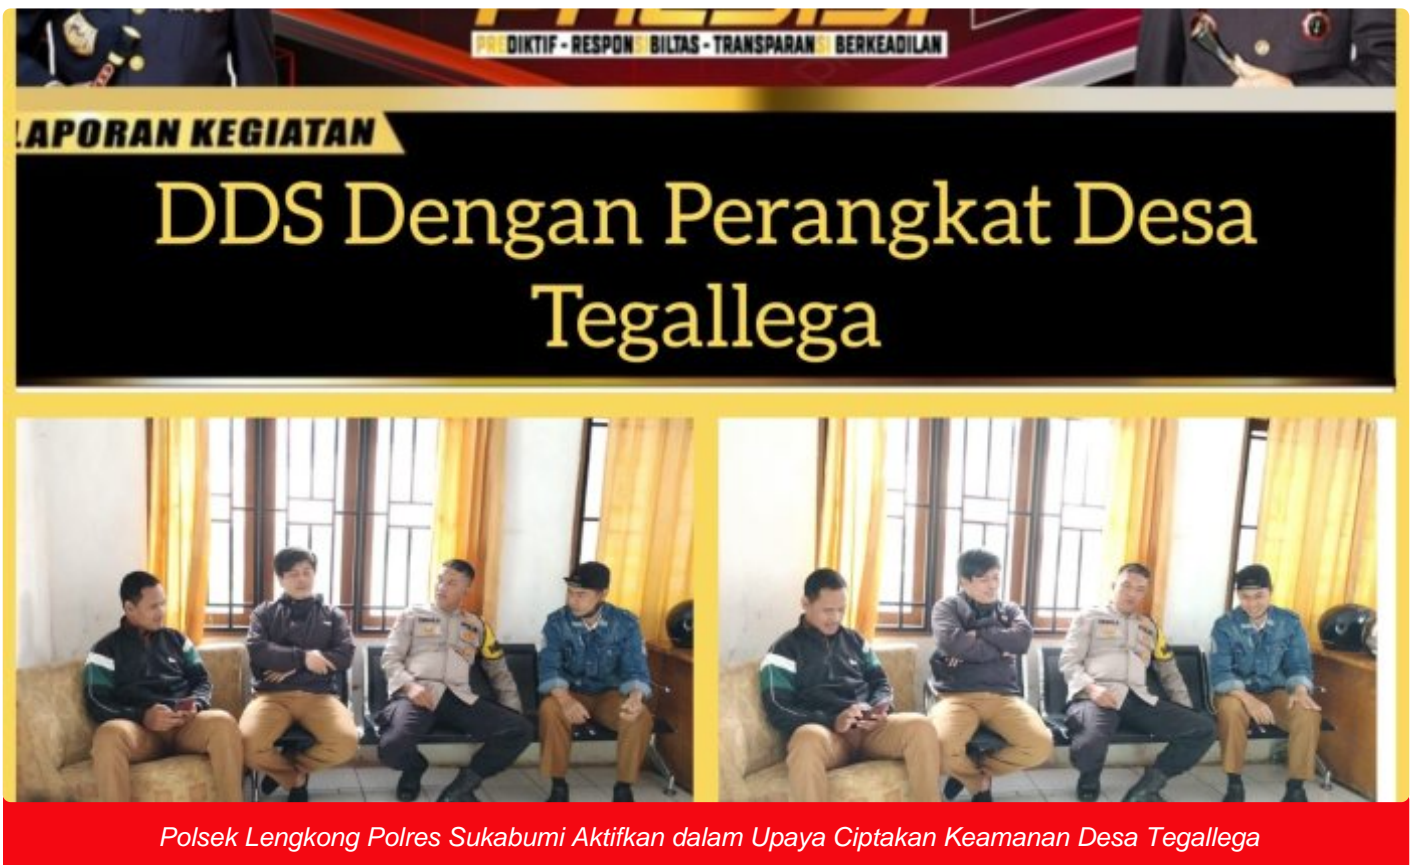 PRESISI
PREDIKTIF - RESPONSIBILTAS - TRANSPARANSI BERKEADILAN
LAPORAN KEGIATAN
DDS Dengan Perangkat Desa
Tegallega
Polsek Lengkong Polres Sukabumi Aktifkan dalam Upaya Ciptakan Keamanan Desa Tegallega